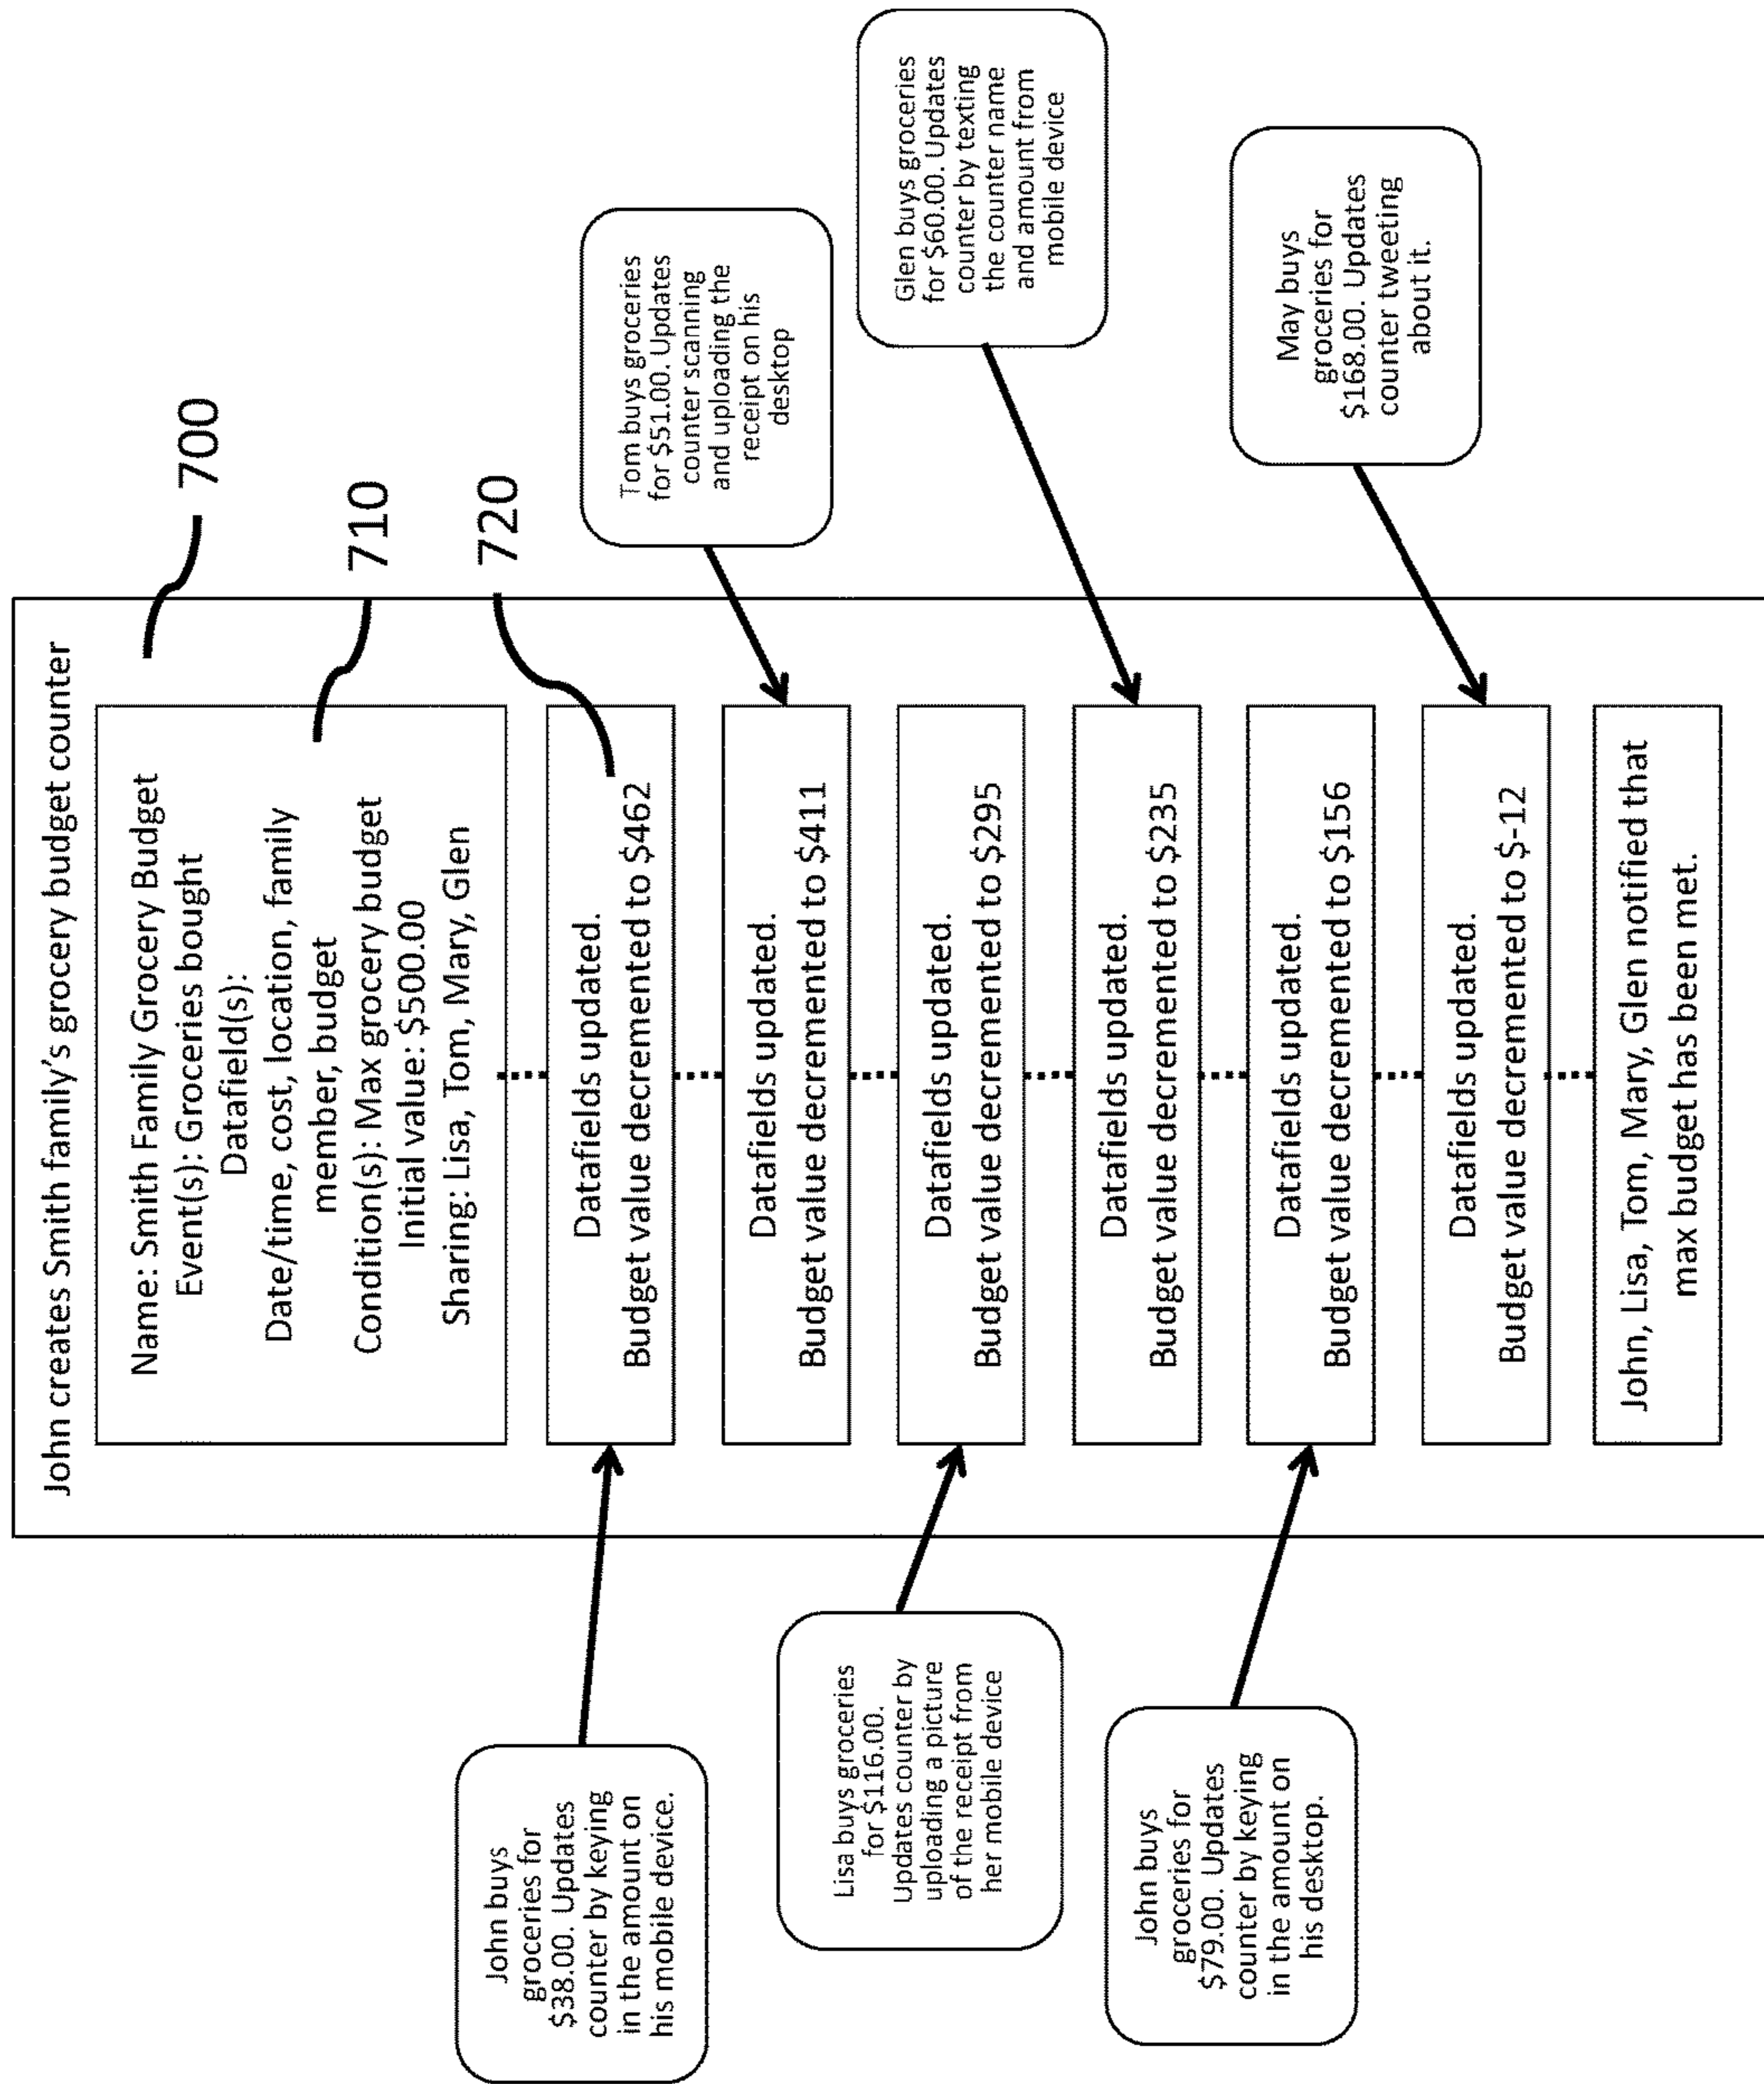 John creates Smith family's grocery budget counter
700
Name: Smith Family Grocery Budget
Event(s): Groceries bought
Datafield(s):
Date/time, cost, location, family
member, budget
Condition(s): Max grocery budget
Initial value: $500.00
Sharing: Lisa, Tom, Mary, Glen
710
720
John buys
groceries for
$38.00. Updates
counter by keying
in the amount on
his mobile device.
Datafields updated.
Budget value decremented to $462
Tom buys groceries
for $51.00. Updates
counter scanning
and uploading the
receipt on his
desktop
Datafields updated.
Budget value decremented to $411
Lisa buys groceries
for $116.00.
Updates counter by
uploading a picture
of the receipt from
her mobile device
Datafields updated.
Budget value decremented to $295
Glen buys groceries
for $60.00. Updates
counter by texting
the counter name
and amount from
mobile device
Datafields updated.
Budget value decremented to $235
John buys
groceries for
$79.00. Updates
counter by keying
in the amount on
his desktop.
Datafields updated.
Budget value decremented to $156
May buys
groceries for
$168.00. Updates
counter tweeting
about it.
Datafields updated.
Budget value decremented to $-12
John, Lisa, Tom, Mary, Glen notified that
max budget has been met.